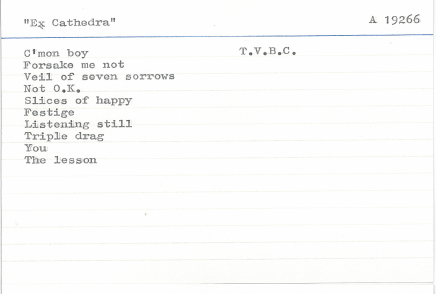 "Ex Cathedra" A 19266
C'mon boy T.V.B.C.
Forsake me not
Veil of seven sorrows
Not O.K.
Slices of happy
Festige
Listening still
Triple drag
You
The lesson